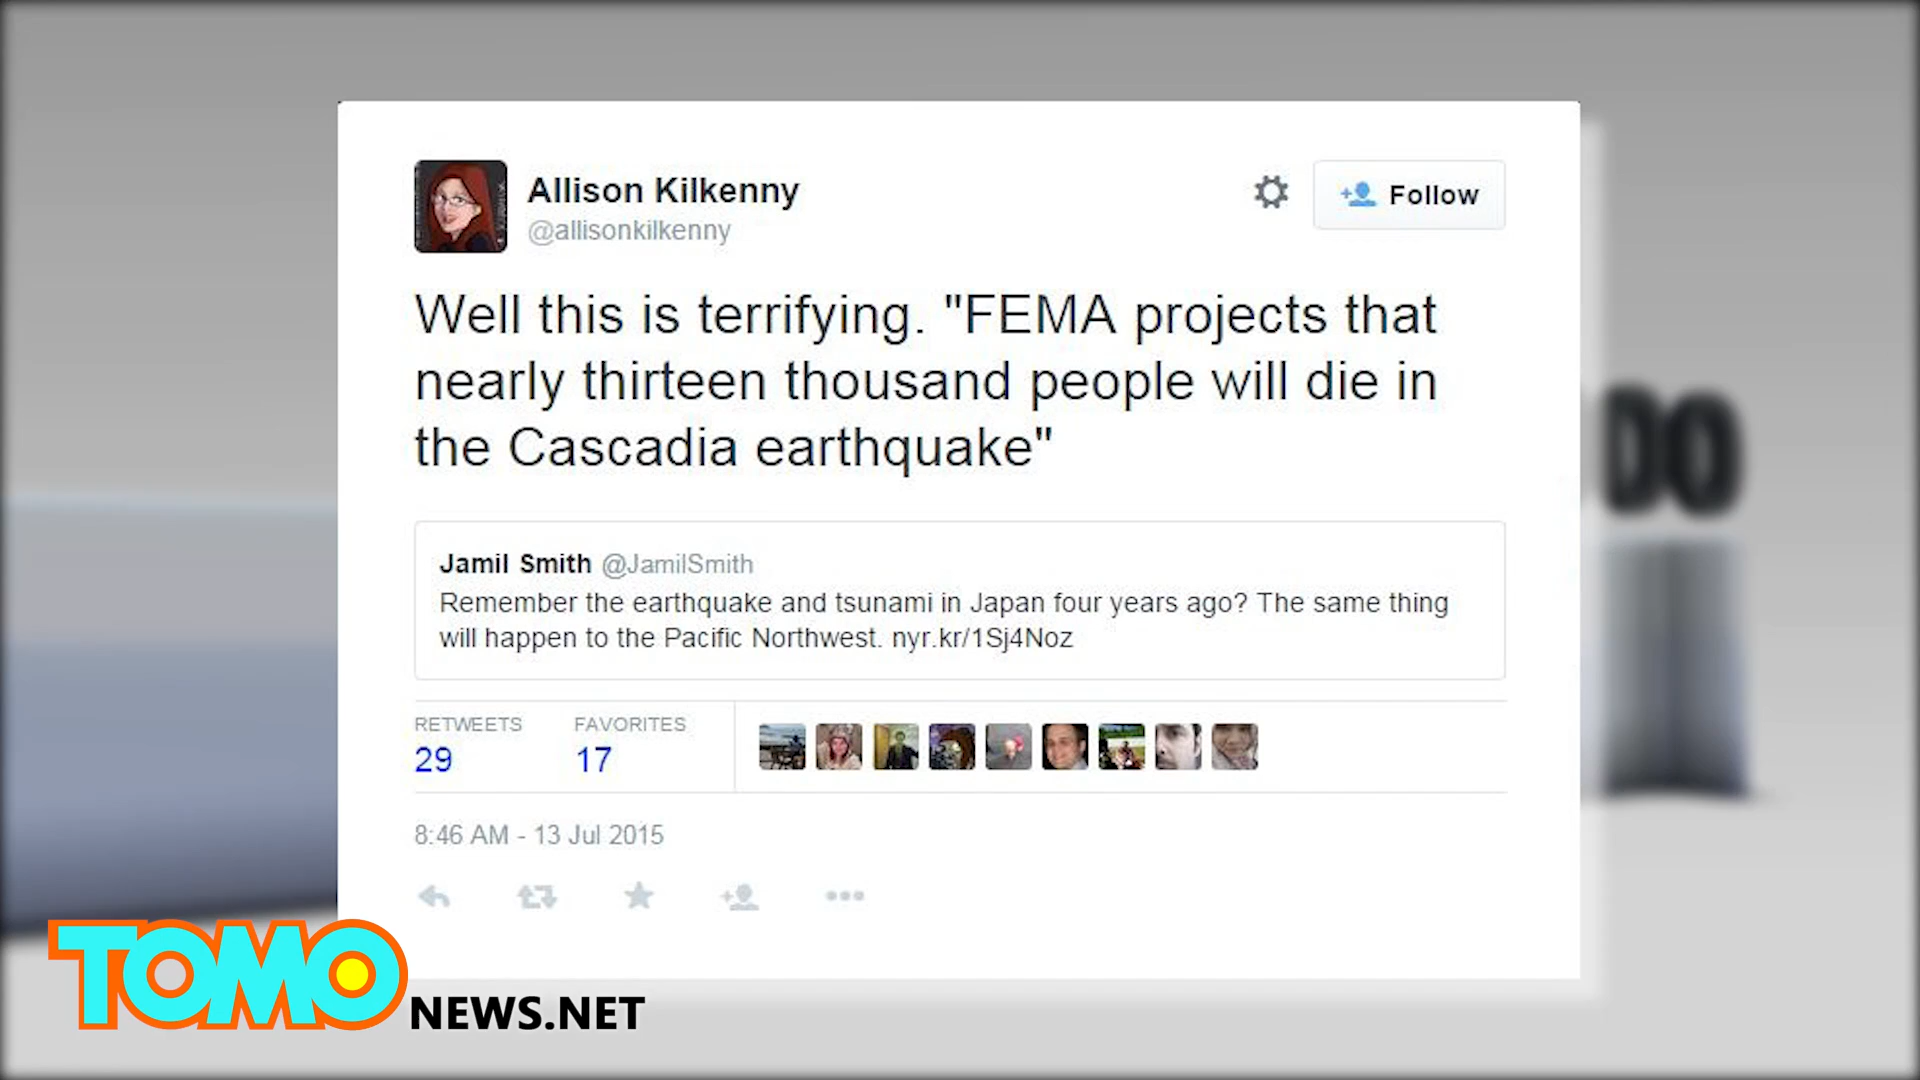 Allison Kilkenny
@allisonkilkenny
Follow
Well this is terrifying. "FEMA projects that
nearly thirteen thousand people will die in
the Cascadia earthquake"
Jamil Smith @JamilSmith
Remember the earthquake and tsunami in Japan four years ago? The same thing
will happen to the Pacific Northwest. nyr.kr/1Sj4Noz
RETWEETS
29
FAVORITES
17
8:46 AM - 13 Jul 2015
TOMO
NEWS.NET